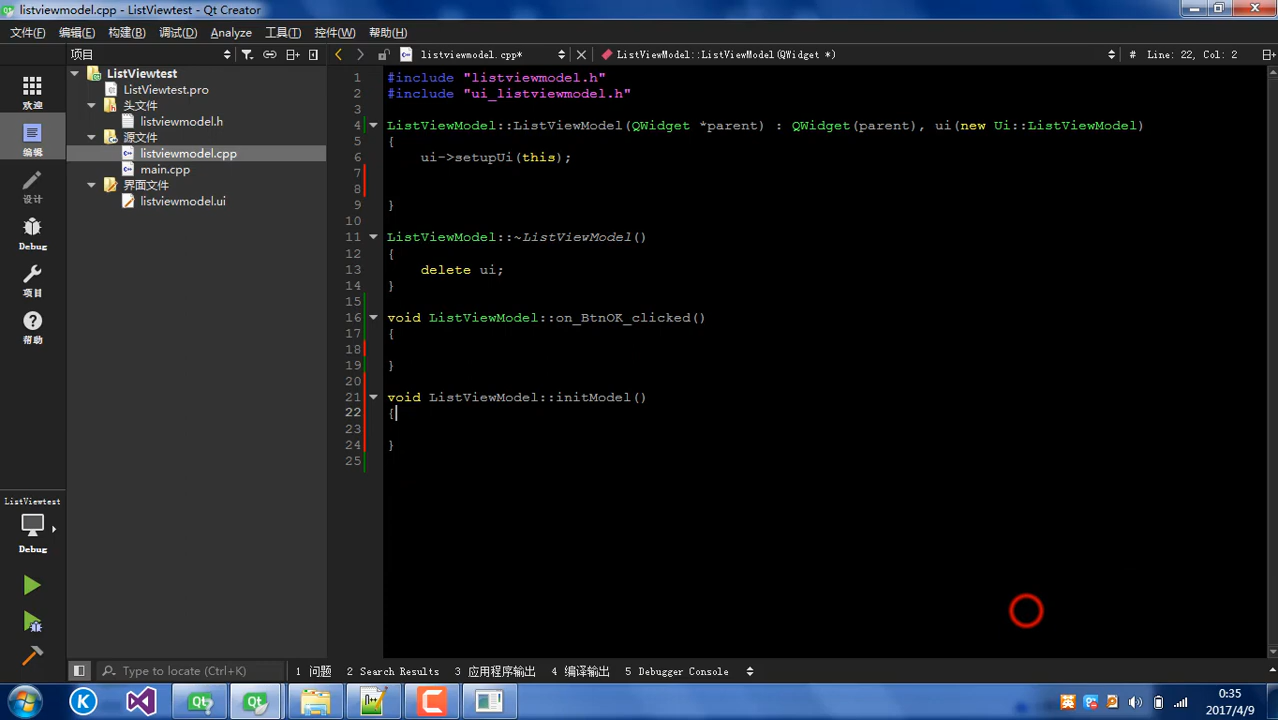 listviewmodel.cpp - ListViewtest - Qt Creator
文件(F) 编辑(E) 构建(B) 调试(D) Analyze 工具(T) 控件(W) 帮助(H)
项目
listviewmodel.cpp*
ListViewModel::ListViewModel(QWidget *)
# Line: 22, Col: 2
欢迎
编辑
设计
Debug
项目
帮助
ListViewtest
Debug
ListViewtest
ListViewtest.pro
头文件
listviewmodel.h
源文件
listviewmodel.cpp
main.cpp
界面文件
listviewmodel.ui
1 #include "listviewmodel.h"
2 #include "ui_listviewmodel.h"
3
4 ListViewModel::ListViewModel(QWidget *parent) : QWidget(parent), ui(new Ui::ListViewModel)
5 {
6 ui->setupUi(this);
7
8
9 }
10
11 ListViewModel::~ListViewModel()
12 {
13 delete ui;
14 }
15
16 void ListViewModel::on_BtnOK_clicked()
17 {
18
19 }
20
21 void ListViewModel::initModel()
22 {
23
24 }
25
Type to locate (Ctrl+K)
1 问题 2 Search Results 3 应用程序输出 4 编译输出 5 Debugger Console
英
0:35
2017/4/9